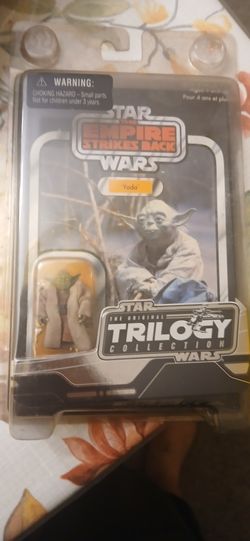 WARNING:
CHOKING HAZARD - Small parts
Not for children under 3 years.
Pour 4 ans et pl
STAR
THE EMPIRE
STRIKES BACK
WARS
Yoda
STAR
THE ORIGINAL
TRILOGY
COLLECTION
WARS